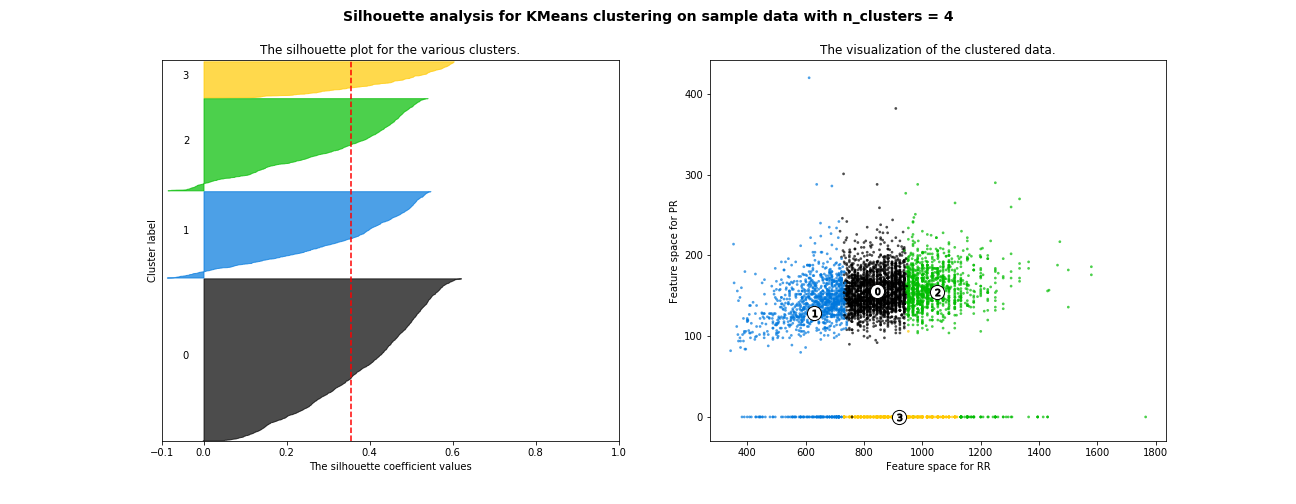 Silhouette analysis for KMeans clustering on sample data with n_clusters = 4
The silhouette plot for the various clusters.
3
2
1
0
Cluster label
−0.1 0.0 0.2 0.4 0.6 0.8 1.0
The silhouette coefficient values
The visualization of the clustered data.
400
300
200
100
0
Feature space for PR
0
1
2
3
400 600 800 1000 1200 1400 1600 1800
Feature space for RR